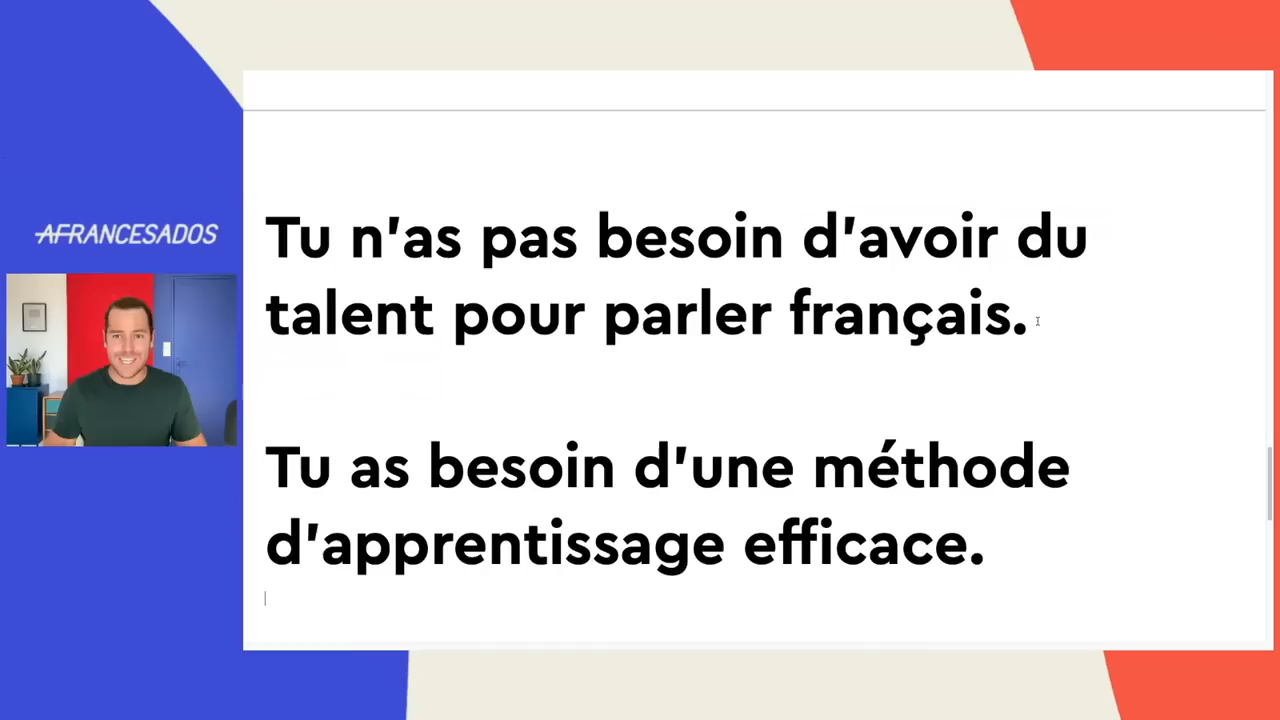 AFRANCESADOS
Tu n'as pas besoin d'avoir du
talent pour parler français.
Tu as besoin d'une méthode
d'apprentissage efficace.